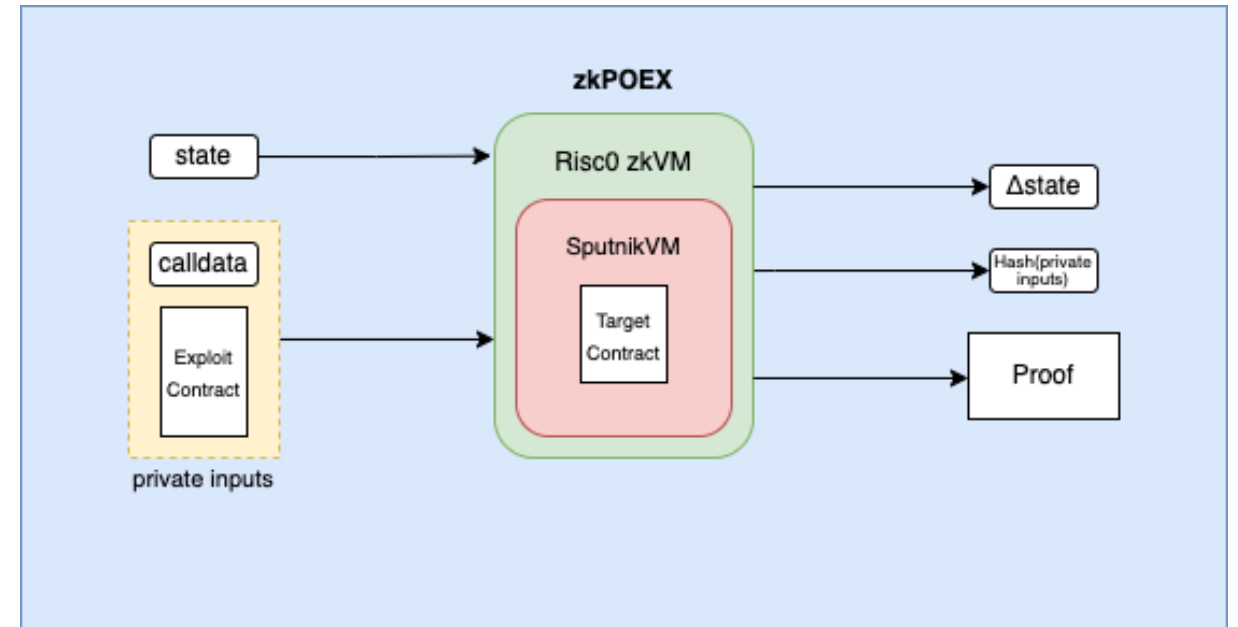 zkPOEX
state
Risc0 zkVM
Δstate
SputnikVM
calldata
Hash(private
inputs)
Target
Contract
Exploit
Contract
Proof
private inputs